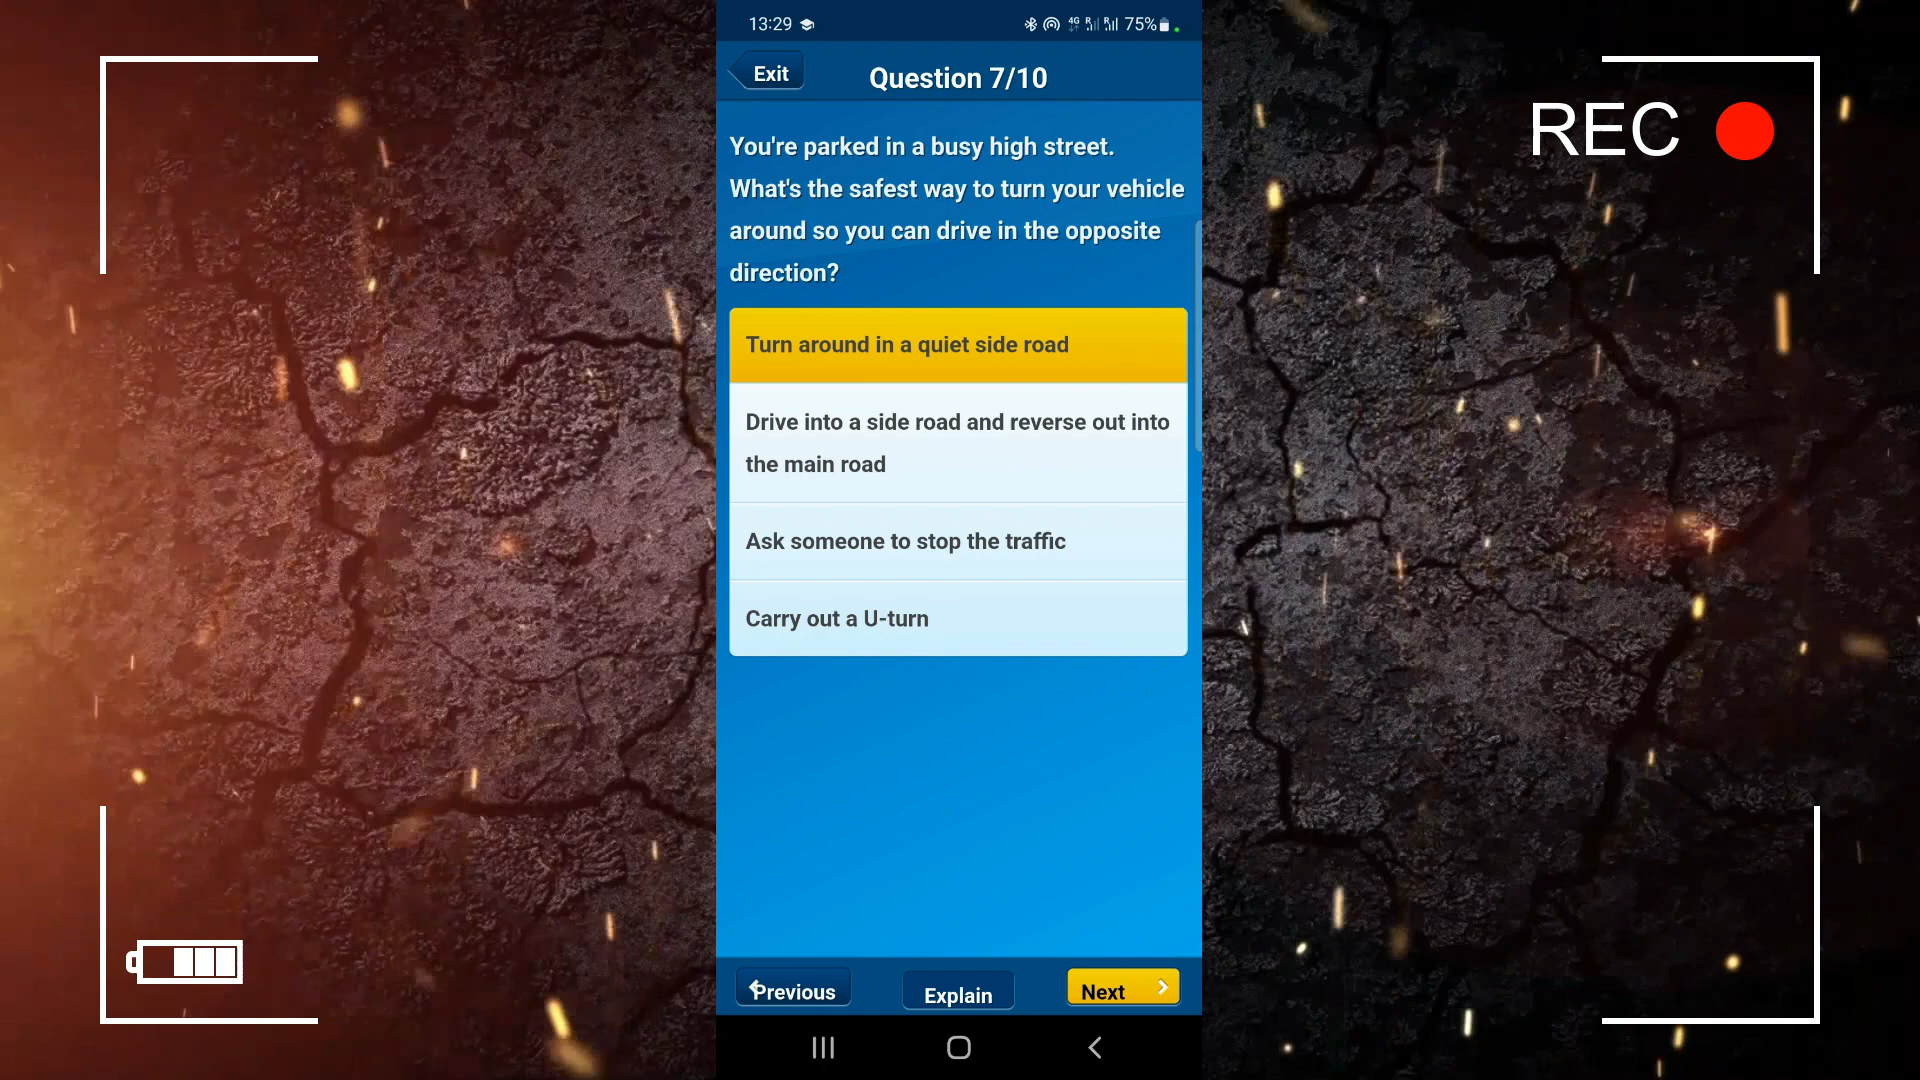 13:29
4G R R 75%
Exit
Question 7/10
REC
You're parked in a busy high street.
What's the safest way to turn your vehicle
around so you can drive in the opposite
direction?
Turn around in a quiet side road
Drive into a side road and reverse out into
the main road
Ask someone to stop the traffic
Carry out a U-turn
Previous
Explain
Next